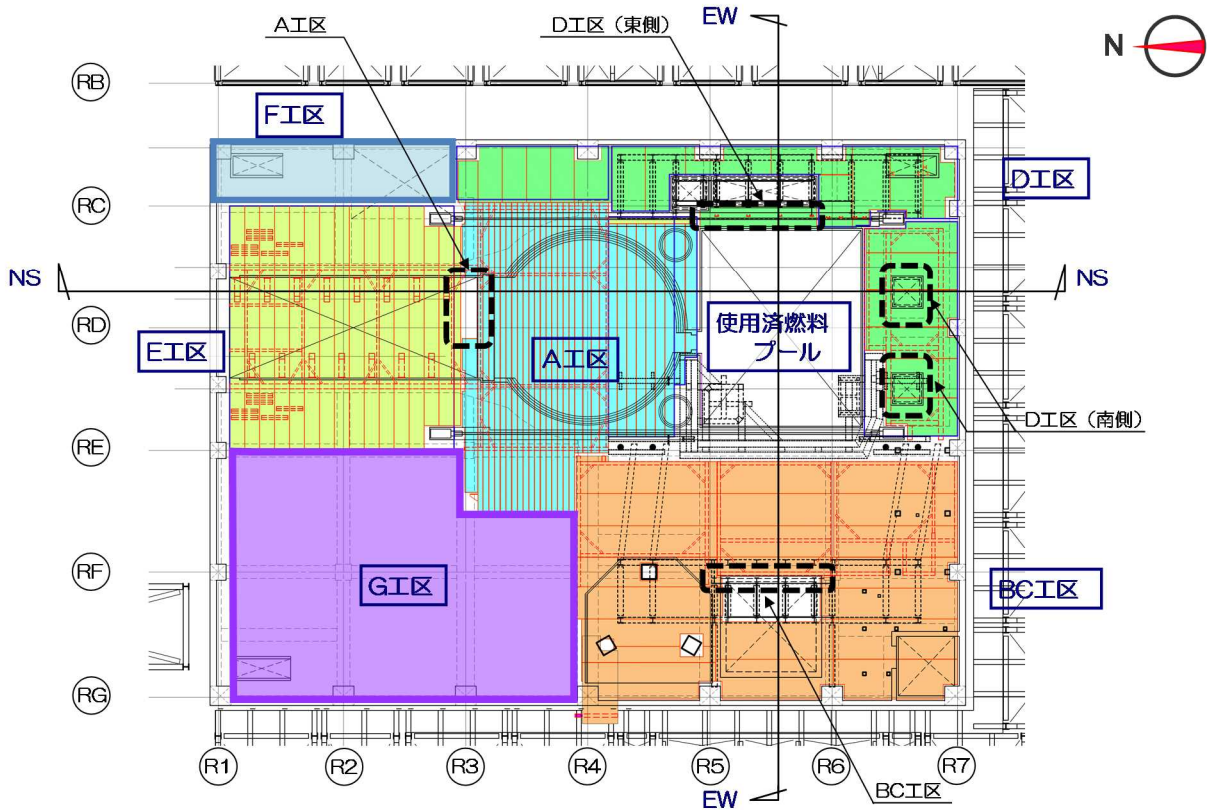 EW
A工区
D工区（東側）
N
RB
F工区
D工区
RC
NS
NS
RD
使用済燃料
プール
E工区
A工区
D工区（南側）
RE
RF
G工区
BC工区
RG
R1
R2
R3
R4
R5
R6
R7
BC工区
EW